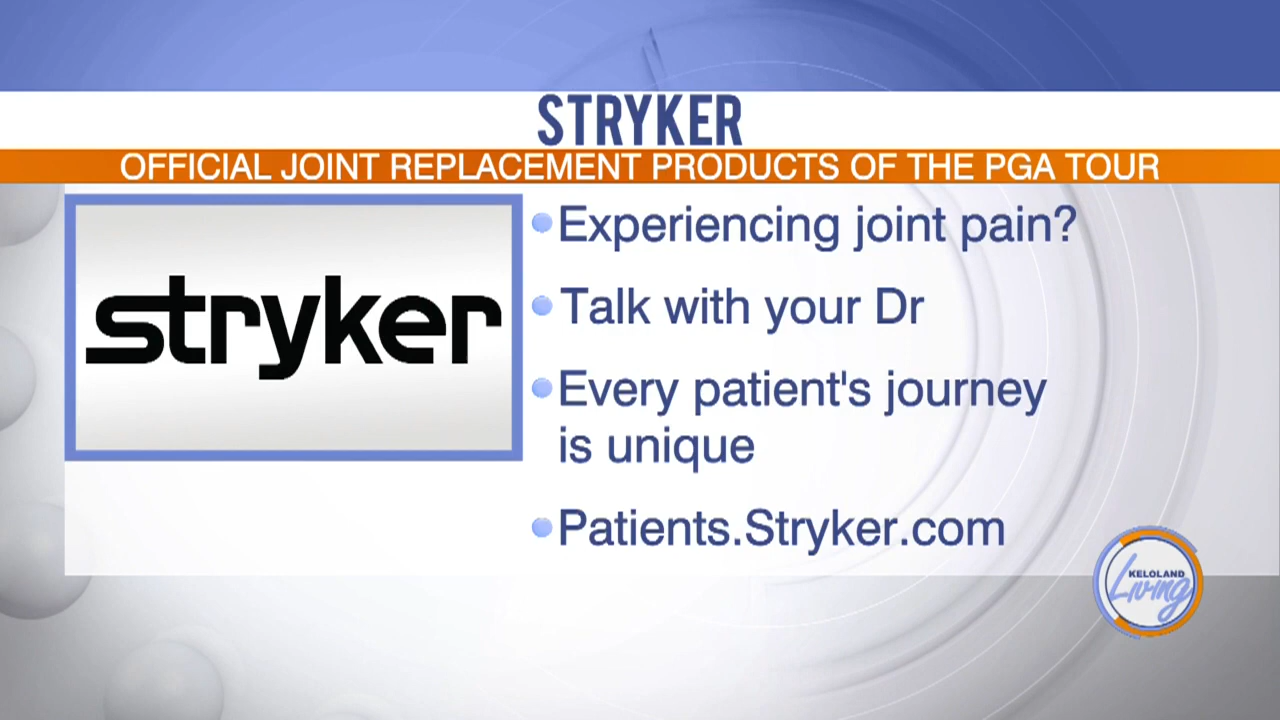 STRYKER
OFFICIAL JOINT REPLACEMENT PRODUCTS OF THE PGA TOUR
stryker
Experiencing joint pain?
Talk with your Dr
Every patient's journey
is unique
Patients.Stryker.com
KELOLAND
Living